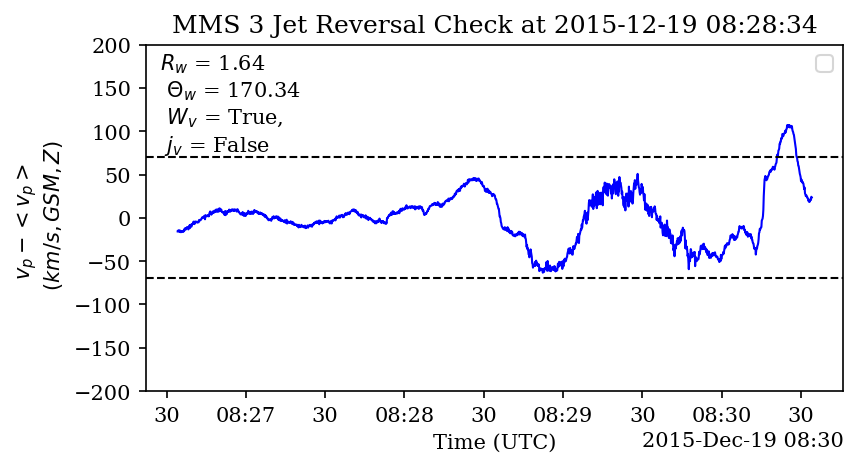 MMS 3 Jet Reversal Check at 2015-12-19 08:28:34
R_w = 1.64
Θ_w = 170.34
W_v = True,
j_v = False
v_p − < v_p >
(km/s, GSM, Z)
200
150
100
50
0
−50
−100
−150
−200
30 08:27 30 08:28 30 08:29 30 08:30 30
Time (UTC) 2015-Dec-19 08:30